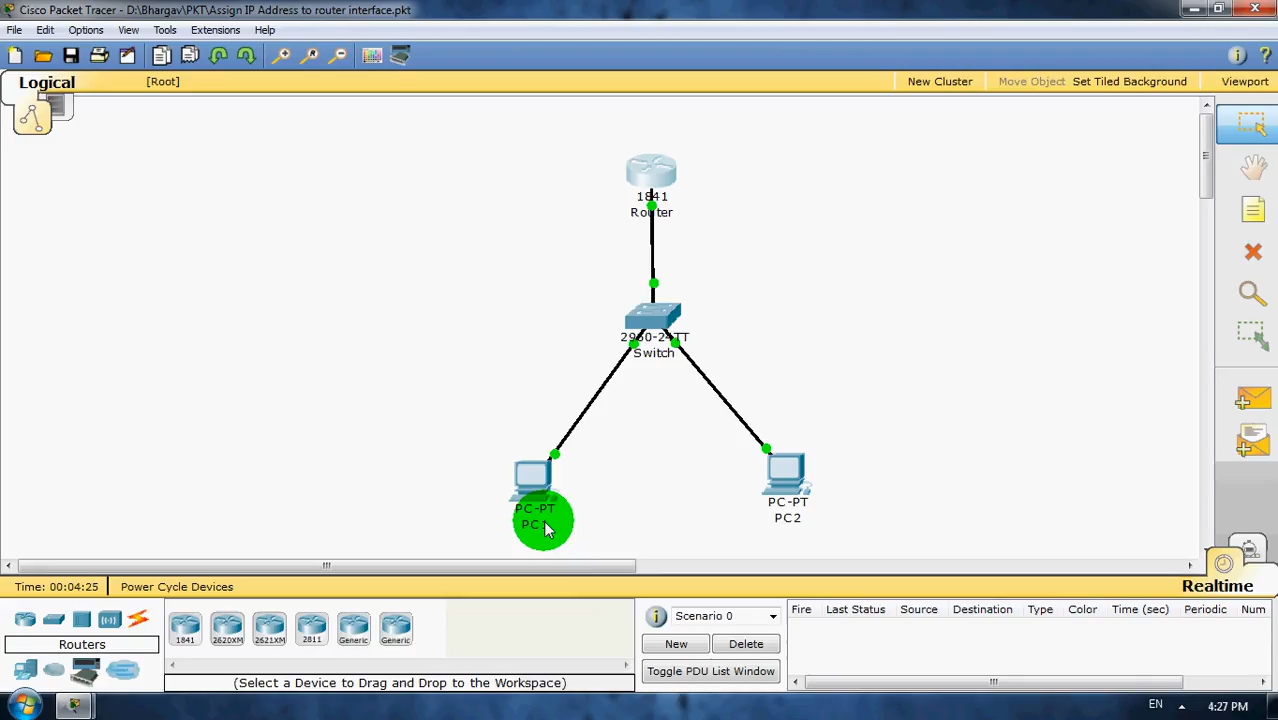 Cisco Packet Tracer - D:\Bhargav\PKT\Assign IP Address to router interface.pkt
File Edit Options View Tools Extensions Help
Logical [Root] New Cluster Move Object Set Tiled Background Viewport
1841
Router
2960-24TT
Switch
PC-PT
PC1
PC-PT
PC2
Time: 00:04:25 Power Cycle Devices Realtime
Routers
1841 2620XM 2621XM 2811 Generic Generic
(Select a Device to Drag and Drop to the Workspace)
Scenario 0
New Delete
Toggle PDU List Window
Fire Last Status Source Destination Type Color Time (sec) Periodic Num
EN 4:27 PM